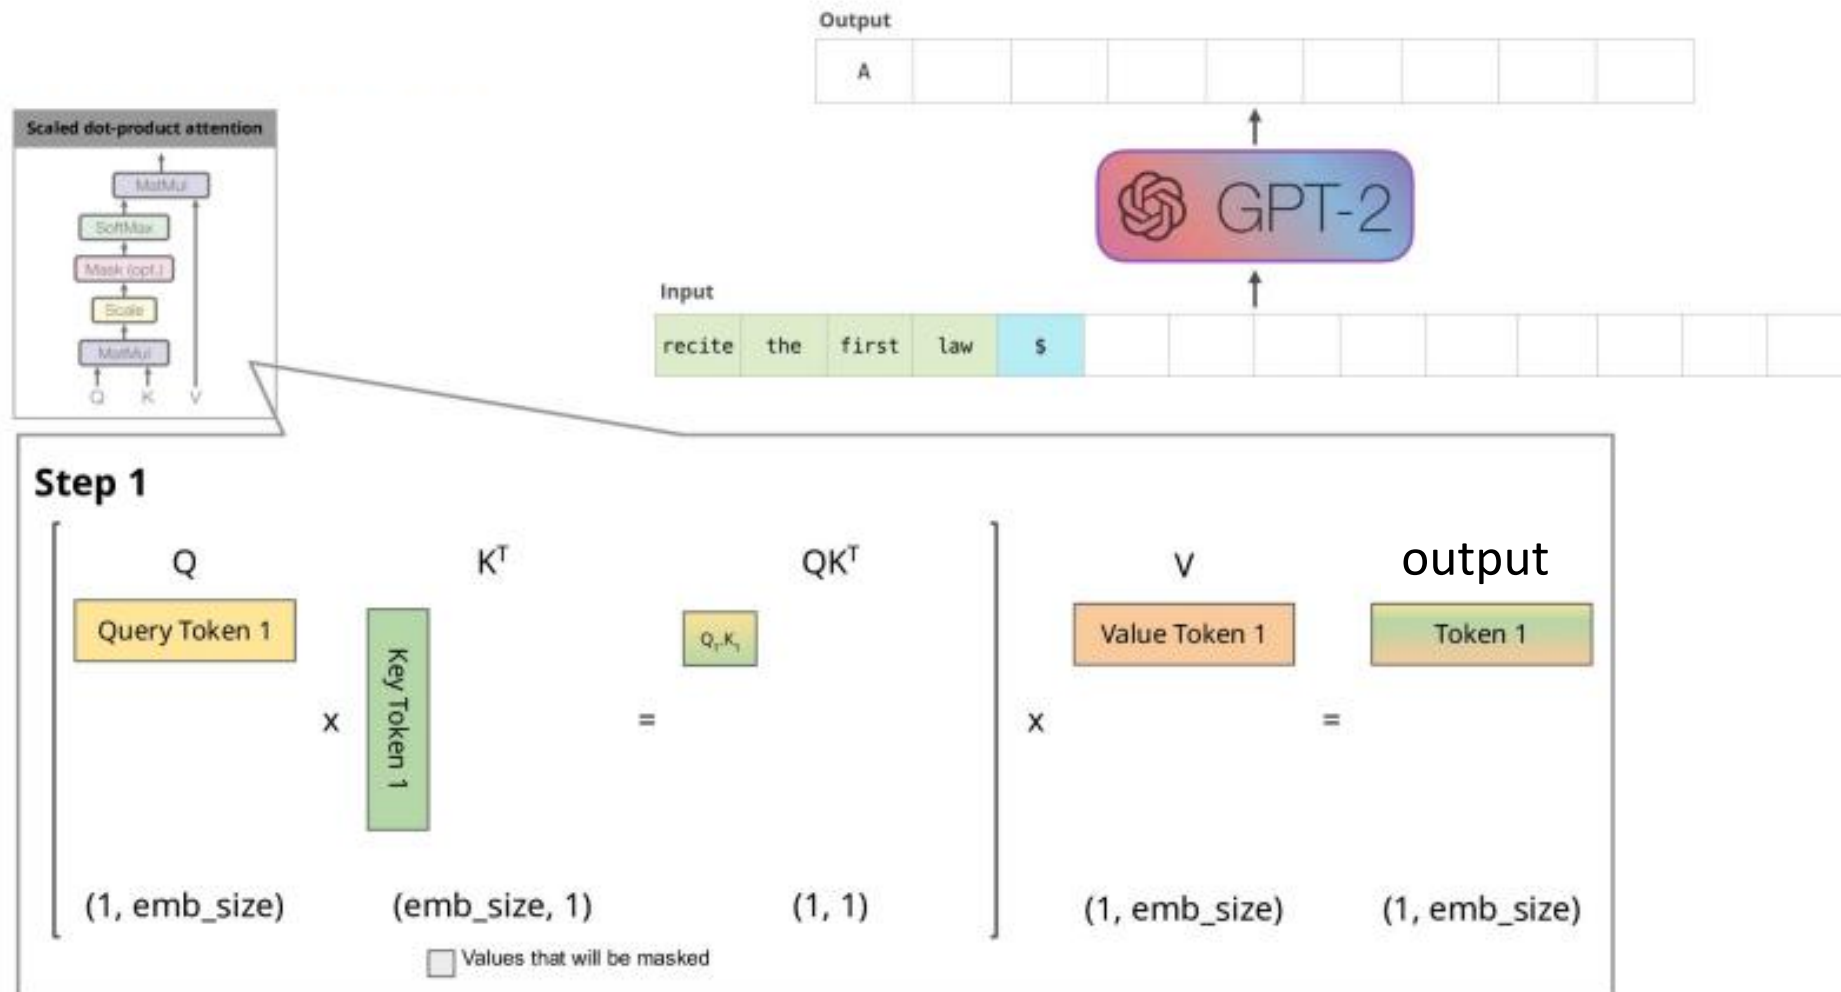 Output
A
Scaled dot-product attention
MatMul
SoftMax
Mask (opt.)
Scale
MatMul
Q K V
GPT-2
Input
recite the first law $
Step 1
Q Kᵀ QKᵀ V output
Query Token 1
Key Token 1
Q₁.K₁
Value Token 1
Token 1
x = x =
(1, emb_size) (emb_size, 1) (1, 1) (1, emb_size) (1, emb_size)
Values that will be masked